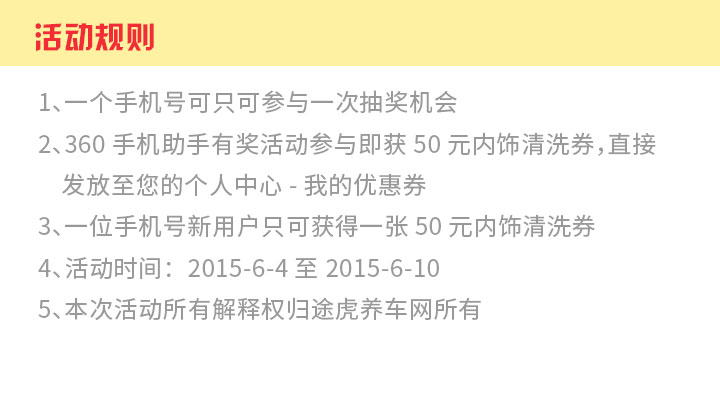 活动规则
1、一个手机号可只可参与一次抽奖机会
2、360 手机助手有奖活动参与即获 50 元内饰清洗券，直接
发放至您的个人中心 - 我的优惠券
3、一位手机号新用户只可获得一张 50 元内饰清洗券
4、活动时间：2015-6-4 至 2015-6-10
5、本次活动所有解释权归途虎养车网所有